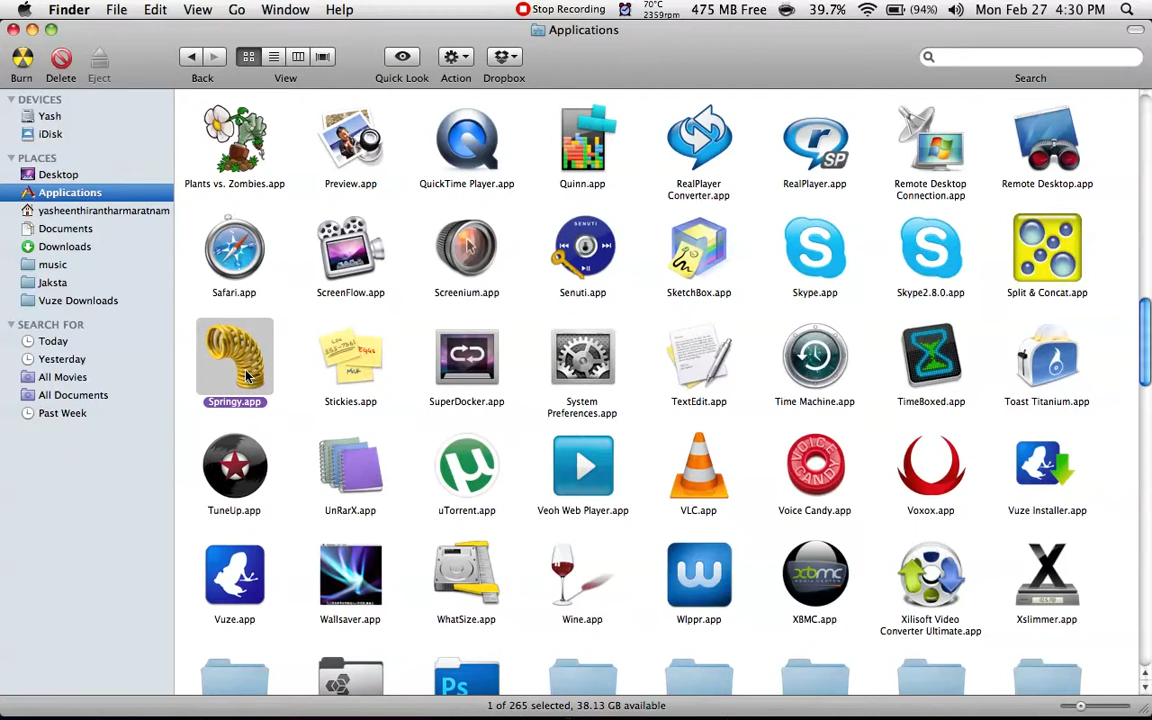 Finder File Edit View Go Window Help Stop Recording 70°C 2359rpm 475 MB Free 39.7% (94%) Mon Feb 27 4:30 PM
Applications
Burn Delete Eject Back View Quick Look Action Dropbox Search
DEVICES
Yash
iDisk
PLACES
Desktop
Applications
yasheenthirantharmaratnam
Documents
Downloads
music
Jaksta
Vuze Downloads
SEARCH FOR
Today
Yesterday
All Movies
All Documents
Past Week
Plants vs. Zombies.app Preview.app QuickTime Player.app Quinn.app RealPlayer Converter.app RealPlayer.app Remote Desktop Connection.app Remote Desktop.app
Safari.app ScreenFlow.app Screenium.app Senuti.app SketchBox.app Skype.app Skype2.8.0.app Split & Concat.app
Springy.app Stickies.app SuperDocker.app System Preferences.app TextEdit.app Time Machine.app TimeBoxed.app Toast Titanium.app
TuneUp.app UnRarX.app uTorrent.app Veoh Web Player.app VLC.app Voice Candy.app Voxox.app Vuze Installer.app
Vuze.app Wallsaver.app WhatSize.app Wine.app Wlppr.app XBMC.app Xilisoft Video Converter Ultimate.app Xslimmer.app
Ps
1 of 265 selected, 38.13 GB available